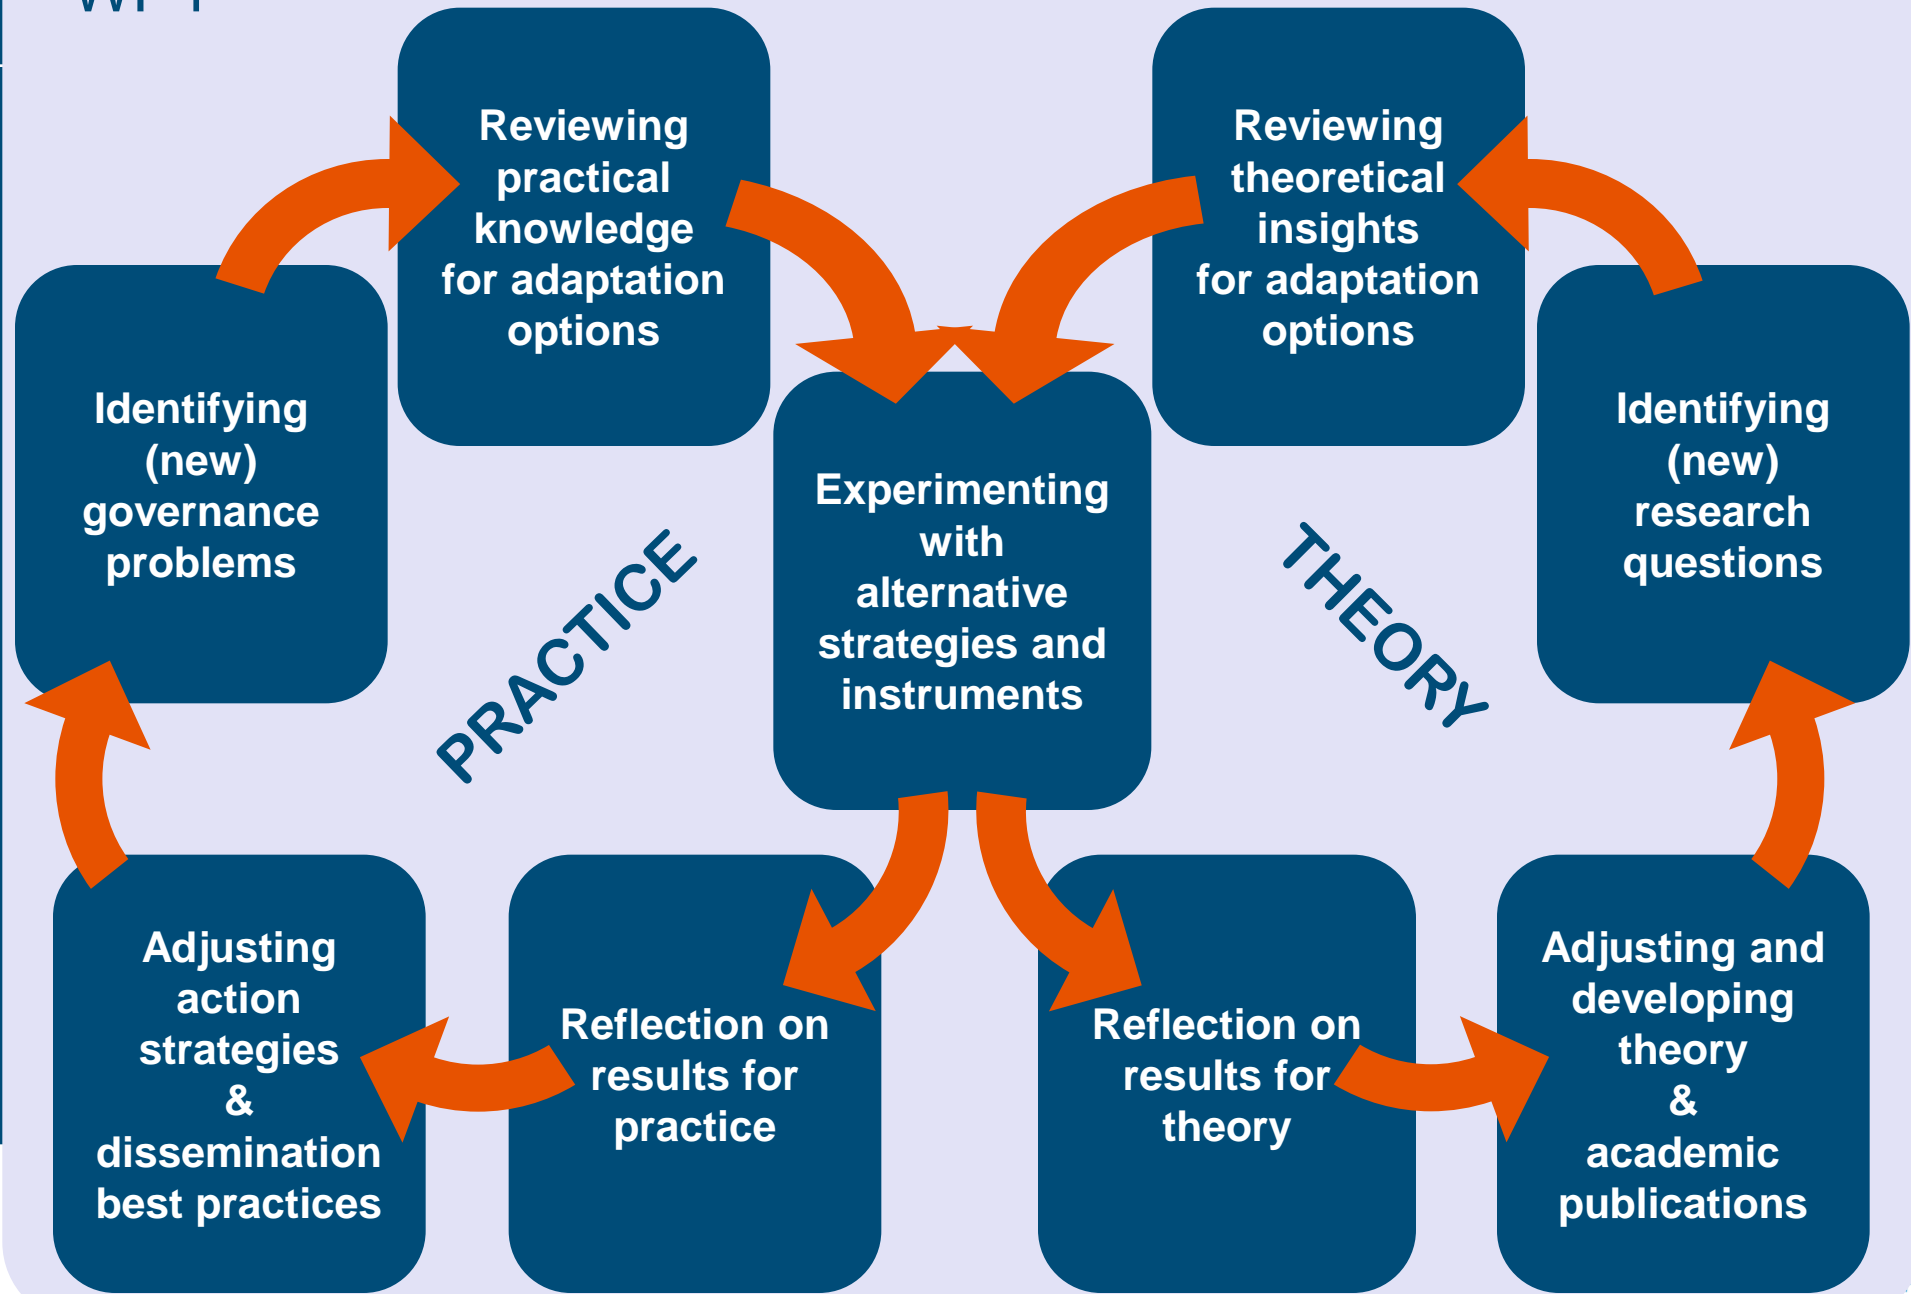 Reviewing
practical
knowledge
for adaptation
options
Reviewing
theoretical
insights
for adaptation
options
Identifying
(new)
governance
problems
Experimenting
with
alternative
strategies and
instruments
Identifying
(new)
research
questions
PRACTICE
THEORY
Adjusting
action
strategies
&
dissemination
best practices
Reflection on
results for
practice
Reflection on
results for
theory
Adjusting and
developing
theory
&
academic
publications